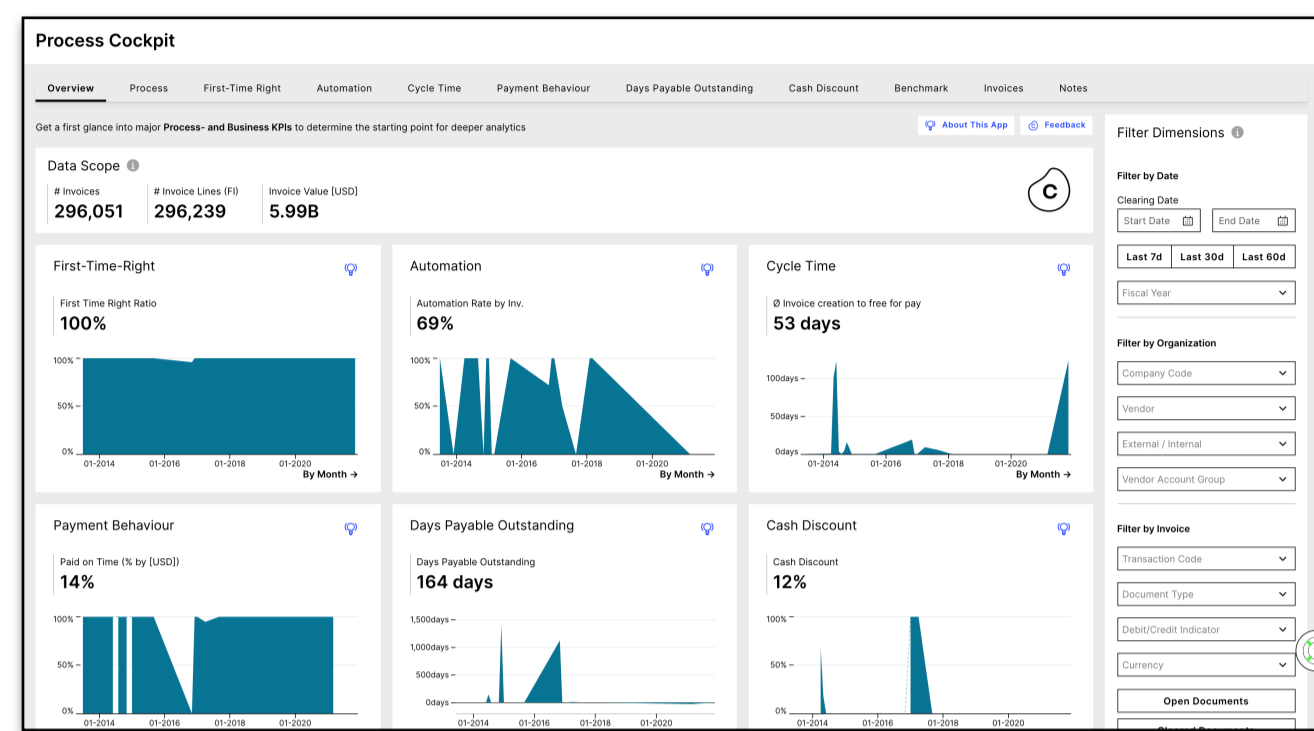 Process Cockpit
Overview Process First-Time Right Automation Cycle Time Payment Behaviour Days Payable Outstanding Cash Discount Benchmark Invoices Notes
Get a first glance into major Process- and Business KPIs to determine the starting point for deeper analytics
About This App Feedback
Data Scope
# Invoices # Invoice Lines (FI) Invoice Value [USD]
296,051 296,239 5.99B
C
First-Time-Right
First Time Right Ratio
100%
100%
50%
0%
01-2014 01-2016 01-2018 01-2020
By Month →
Automation
Automation Rate by Inv.
69%
100%
50%
0%
01-2014 01-2016 01-2018 01-2020
By Month →
Cycle Time
Ø Invoice creation to free for pay
53 days
100days
50days
0days
01-2014 01-2016 01-2018 01-2020
By Month →
Payment Behaviour
Paid on Time (% by [USD])
14%
100%
50%
0%
01-2014 01-2016 01-2018 01-2020
Days Payable Outstanding
Days Payable Outstanding
164 days
1,500days
1,000days
500days
0days
01-2014 01-2016 01-2018 01-2020
Cash Discount
Cash Discount
12%
100%
50%
0%
01-2014 01-2016 01-2018 01-2020
Filter Dimensions
Filter by Date
Clearing Date
Start Date End Date
Last 7d Last 30d Last 60d
Fiscal Year
Filter by Organization
Company Code
Vendor
External / Internal
Vendor Account Group
Filter by Invoice
Transaction Code
Document Type
Debit/Credit Indicator
Currency
Open Documents